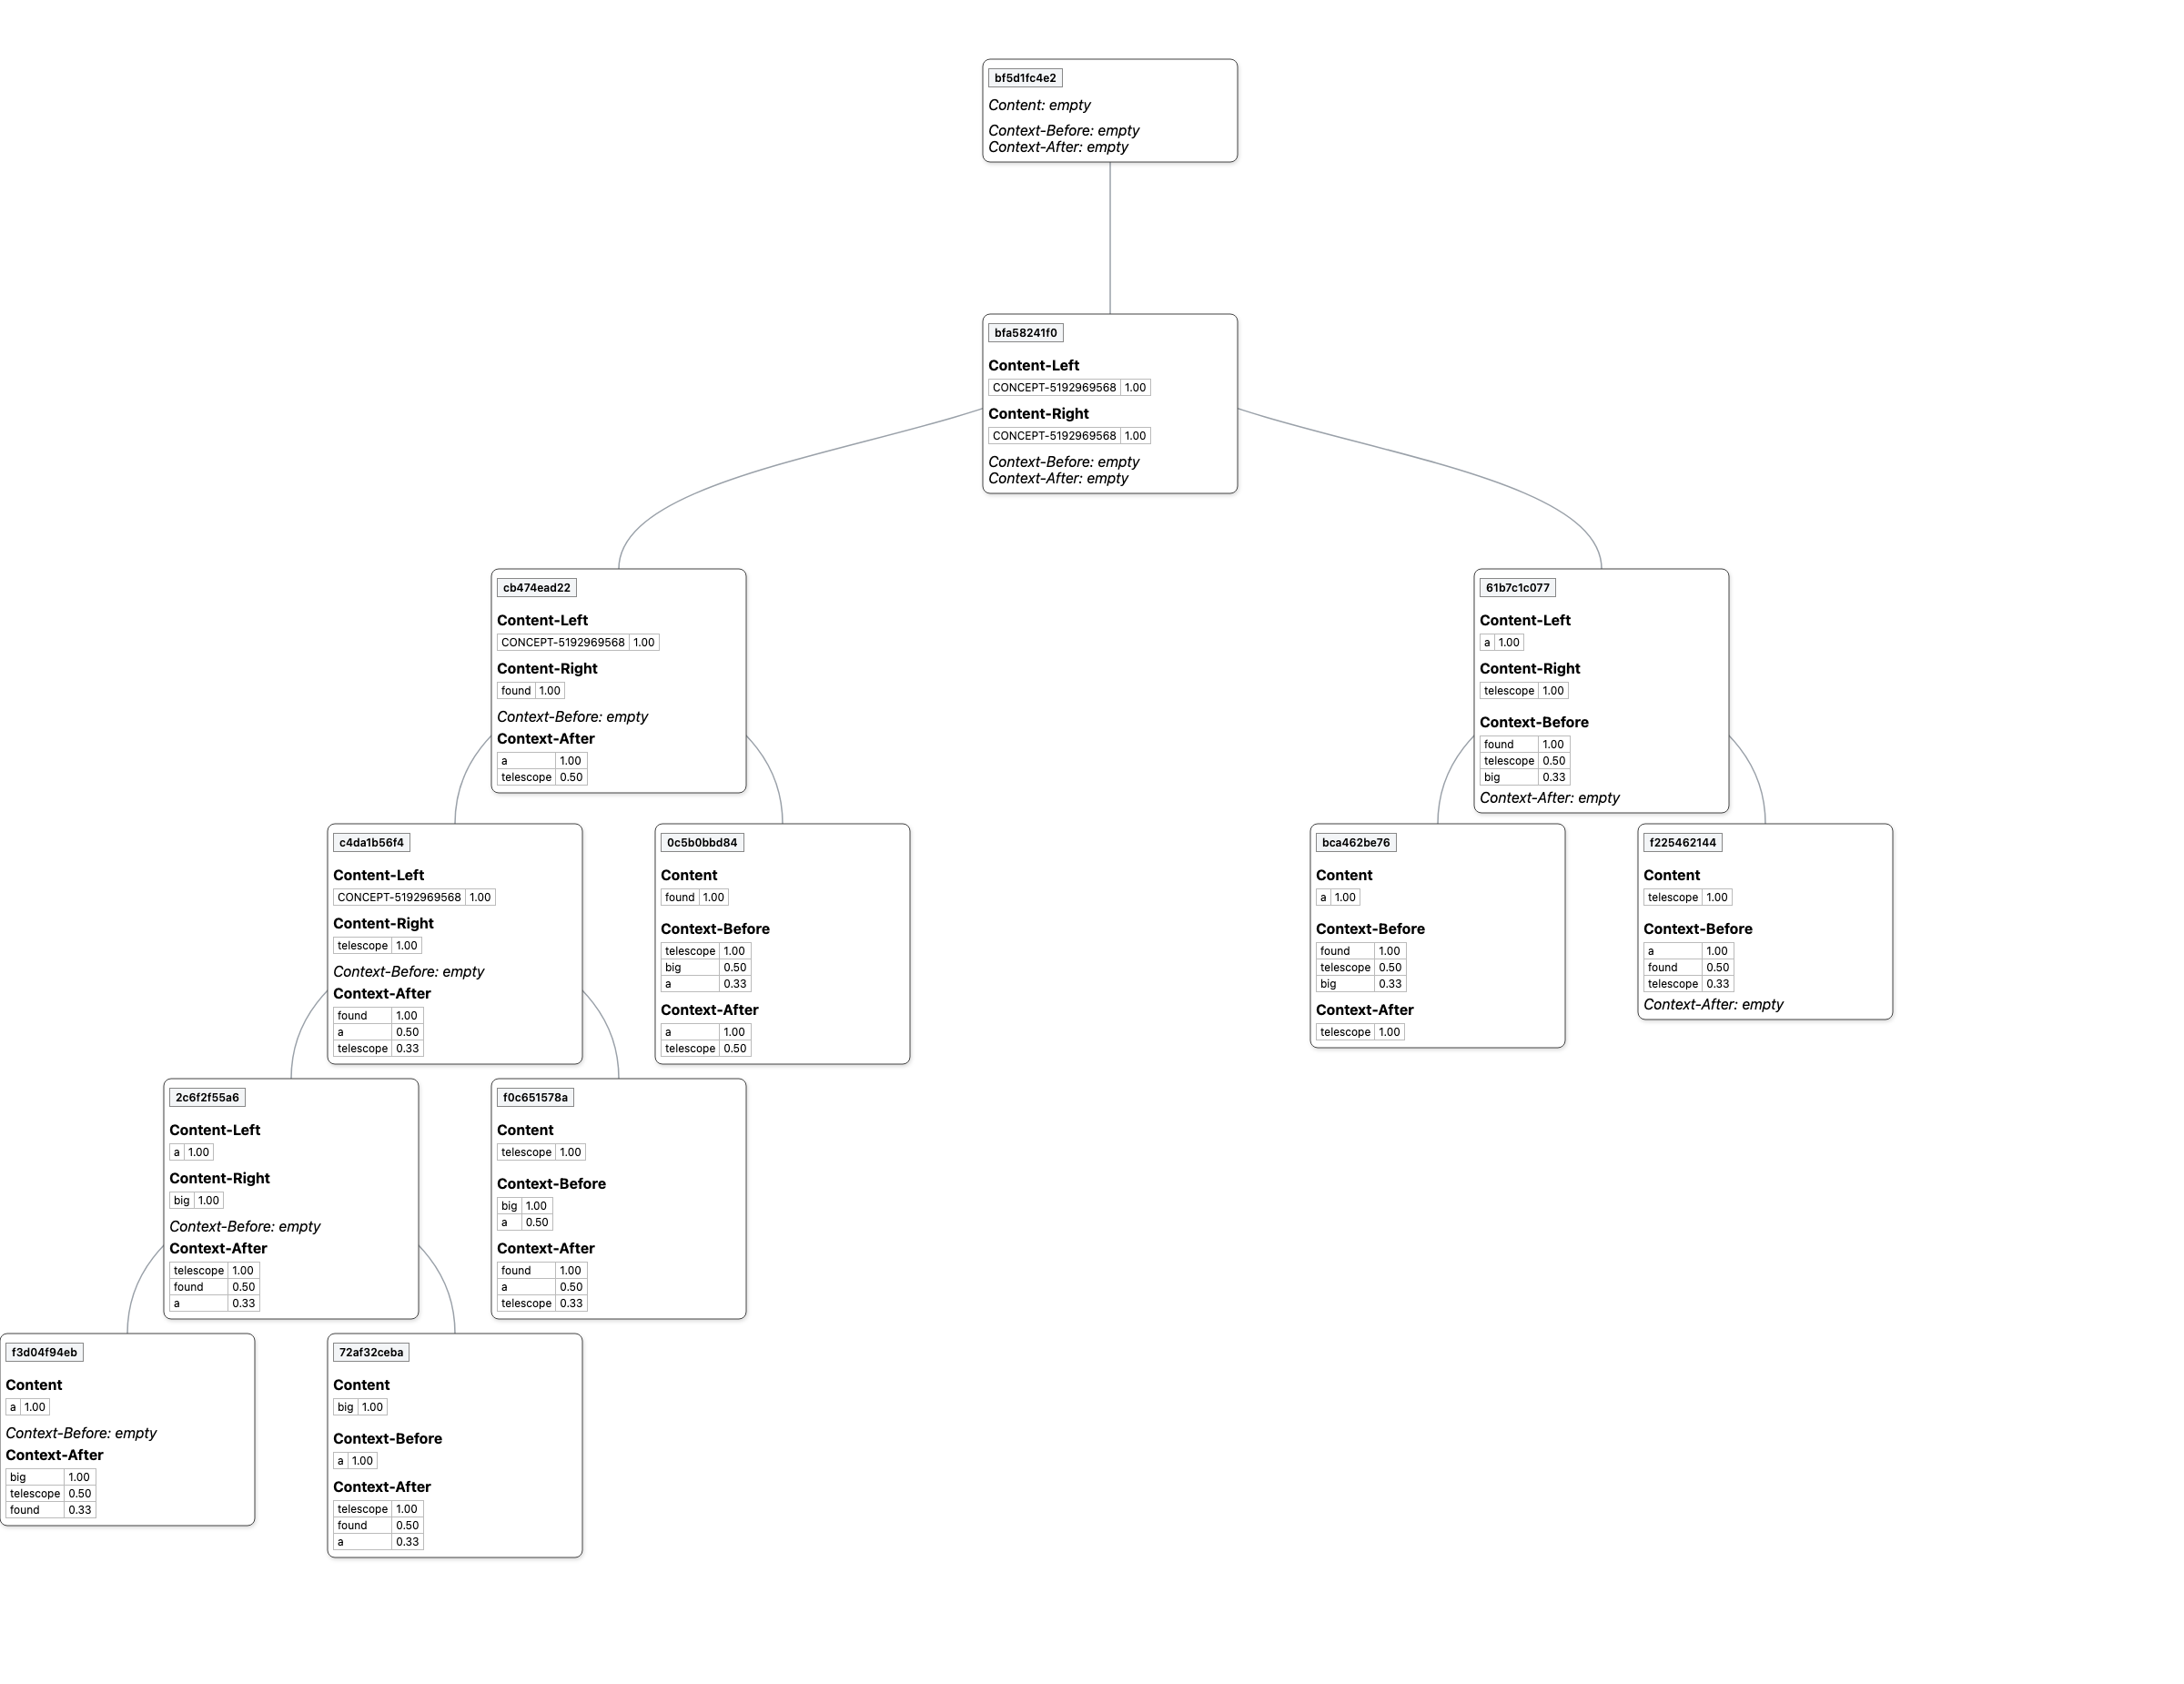 bf5d1fc4e2
Content: empty
Context-Before: empty
Context-After: empty
bfa58241f0
Content-Left
CONCEPT-5192969568 1.00
Content-Right
CONCEPT-5192969568 1.00
Context-Before: empty
Context-After: empty
cb474ead22
Content-Left
CONCEPT-5192969568 1.00
Content-Right
found 1.00
Context-Before: empty
Context-After
a 1.00
telescope 0.50
61b7c1c077
Content-Left
a 1.00
Content-Right
telescope 1.00
Context-Before
found 1.00
telescope 0.50
big 0.33
Context-After: empty
c4da1b56f4
Content-Left
CONCEPT-5192969568 1.00
Content-Right
telescope 1.00
Context-Before: empty
Context-After
found 1.00
a 0.50
telescope 0.33
0c5b0bbd84
Content
found 1.00
Context-Before
telescope 1.00
big 0.50
a 0.33
Context-After
a 1.00
telescope 0.50
bca462be76
Content
a 1.00
Context-Before
found 1.00
telescope 0.50
big 0.33
Context-After
telescope 1.00
f225462144
Content
telescope 1.00
Context-Before
a 1.00
found 0.50
telescope 0.33
Context-After: empty
2c6f2f55a6
Content-Left
a 1.00
Content-Right
big 1.00
Context-Before: empty
Context-After
telescope 1.00
found 0.50
a 0.33
f0c651578a
Content
telescope 1.00
Context-Before
big 1.00
a 0.50
Context-After
found 1.00
a 0.50
telescope 0.33
f3d04f94eb
Content
a 1.00
Context-Before: empty
Context-After
big 1.00
telescope 0.50
found 0.33
72af32ceba
Content
big 1.00
Context-Before
a 1.00
Context-After
telescope 1.00
found 0.50
a 0.33